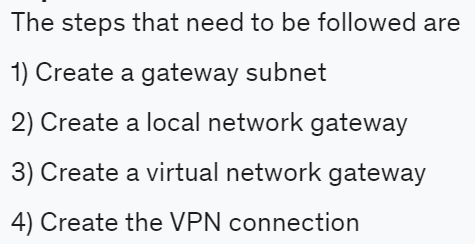 The steps that need to be followed are
1) Create a gateway subnet
2) Create a local network gateway
3) Create a virtual network gateway
4) Create the VPN connection